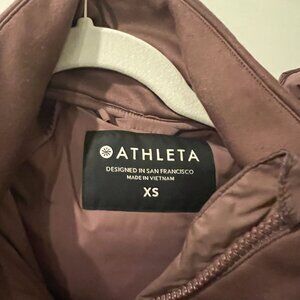 ATHLETA
DESIGNED IN SAN FRANCISCO
MADE IN VIETNAM
XS